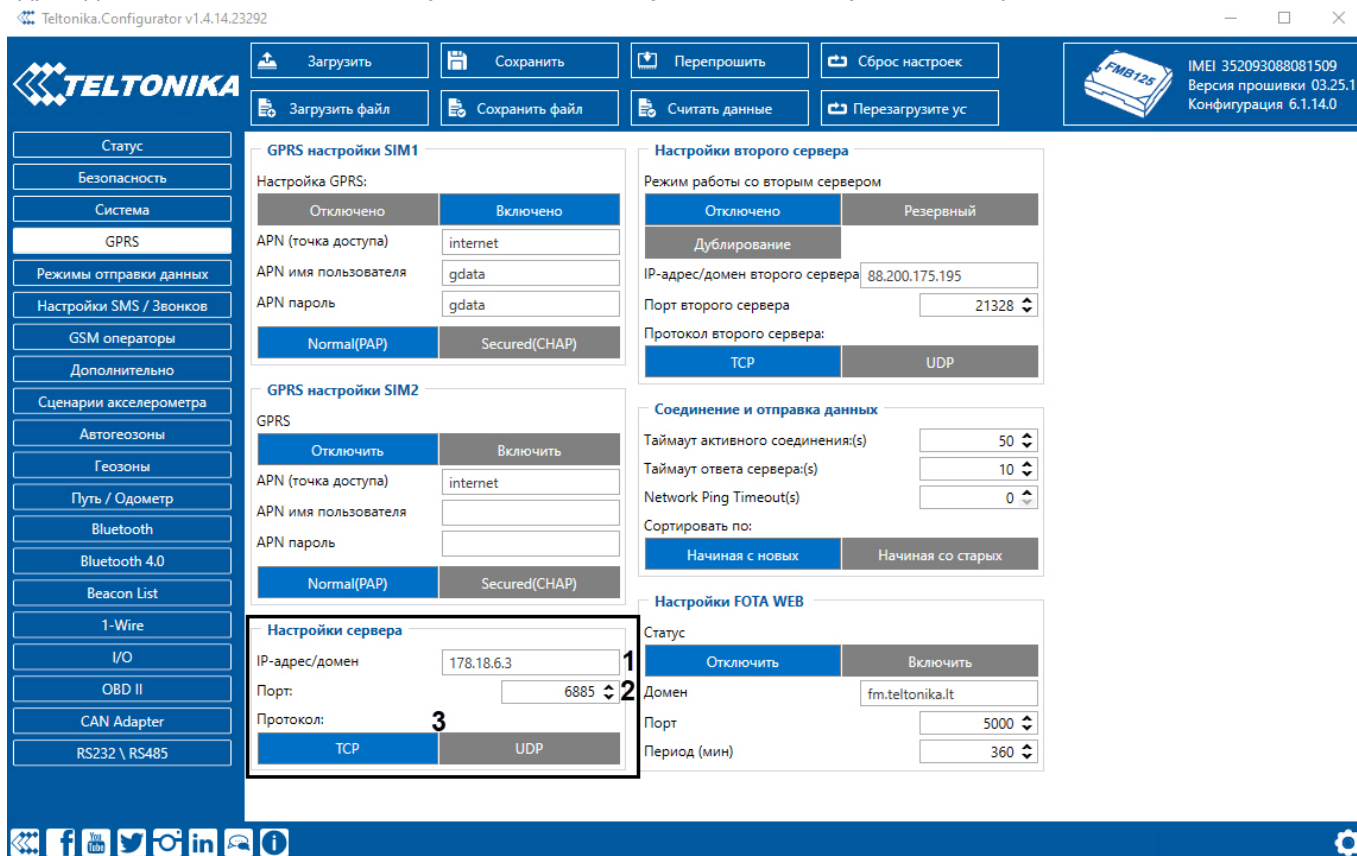 Teltonika.Configurator v1.4.14.23292
TELTONIKA
Загрузить
Сохранить
Перепрошить
Сброс настроек
Загрузить файл
Сохранить файл
Считать данные
Перезагрузите ус
FMB125
IMEI 352093088081509
Версия прошивки 03.25.1
Конфигурация 6.1.14.0
Статус
Безопасность
Система
GPRS
Режимы отправки данных
Настройки SMS / Звонков
GSM операторы
Дополнительно
Сценарии акселерометра
Автогеозоны
Геозоны
Путь / Одометр
Bluetooth
Bluetooth 4.0
Beacon List
1-Wire
I/O
OBD II
CAN Adapter
RS232 \ RS485
GPRS настройки SIM1
Настройка GPRS:
Отключено
Включено
APN (точка доступа)
internet
APN имя пользователя
gdata
APN пароль
gdata
Normal(PAP)
Secured(CHAP)
GPRS настройки SIM2
GPRS
Отключить
Включить
APN (точка доступа)
internet
APN имя пользователя
APN пароль
Normal(PAP)
Secured(CHAP)
Настройки сервера
IP-адрес/домен
178.18.6.3
1
Порт:
6885
2
Протокол:
3
TCP
UDP
Настройки второго сервера
Режим работы со вторым сервером
Отключено
Резервный
Дублирование
IP-адрес/домен второго сервера
88.200.175.195
Порт второго сервера
21328
Протокол второго сервера:
TCP
UDP
Соединение и отправка данных
Таймаут активного соединения:(s)
50
Таймаут ответа сервера:(s)
10
Network Ping Timeout(s)
0
Сортировать по:
Начиная с новых
Начиная со старых
Настройки FOTA WEB
Статус
Отключить
Включить
Домен
fm.teltonika.lt
Порт
5000
Период (мин)
360
f
You
Tube
in